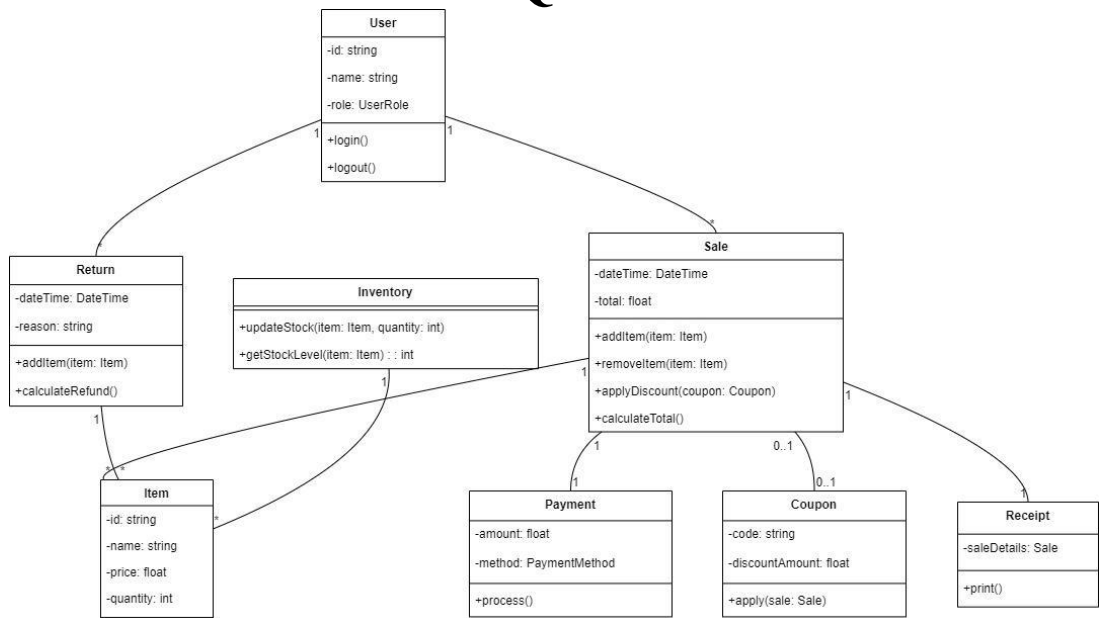 Q
User
-id: string
-name: string
-role: UserRole
+login()
+logout()
1
1
*
*
Return
-dateTime: DateTime
-reason: string
+addItem(item: Item)
+calculateRefund()
1
Inventory
+updateStock(item: Item, quantity: int)
+getStockLevel(item: Item) : : int
1
Sale
-dateTime: DateTime
-total: float
+addItem(item: Item)
+removeItem(item: Item)
+applyDiscount(coupon: Coupon)
+calculateTotal()
1
1
1
0..1
*
*
*
Item
-id: string
-name: string
-price: float
-quantity: int
1
Payment
-amount: float
-method: PaymentMethod
+process()
0..1
Coupon
-code: string
-discountAmount: float
+apply(sale: Sale)
1
Receipt
-saleDetails: Sale
+print()